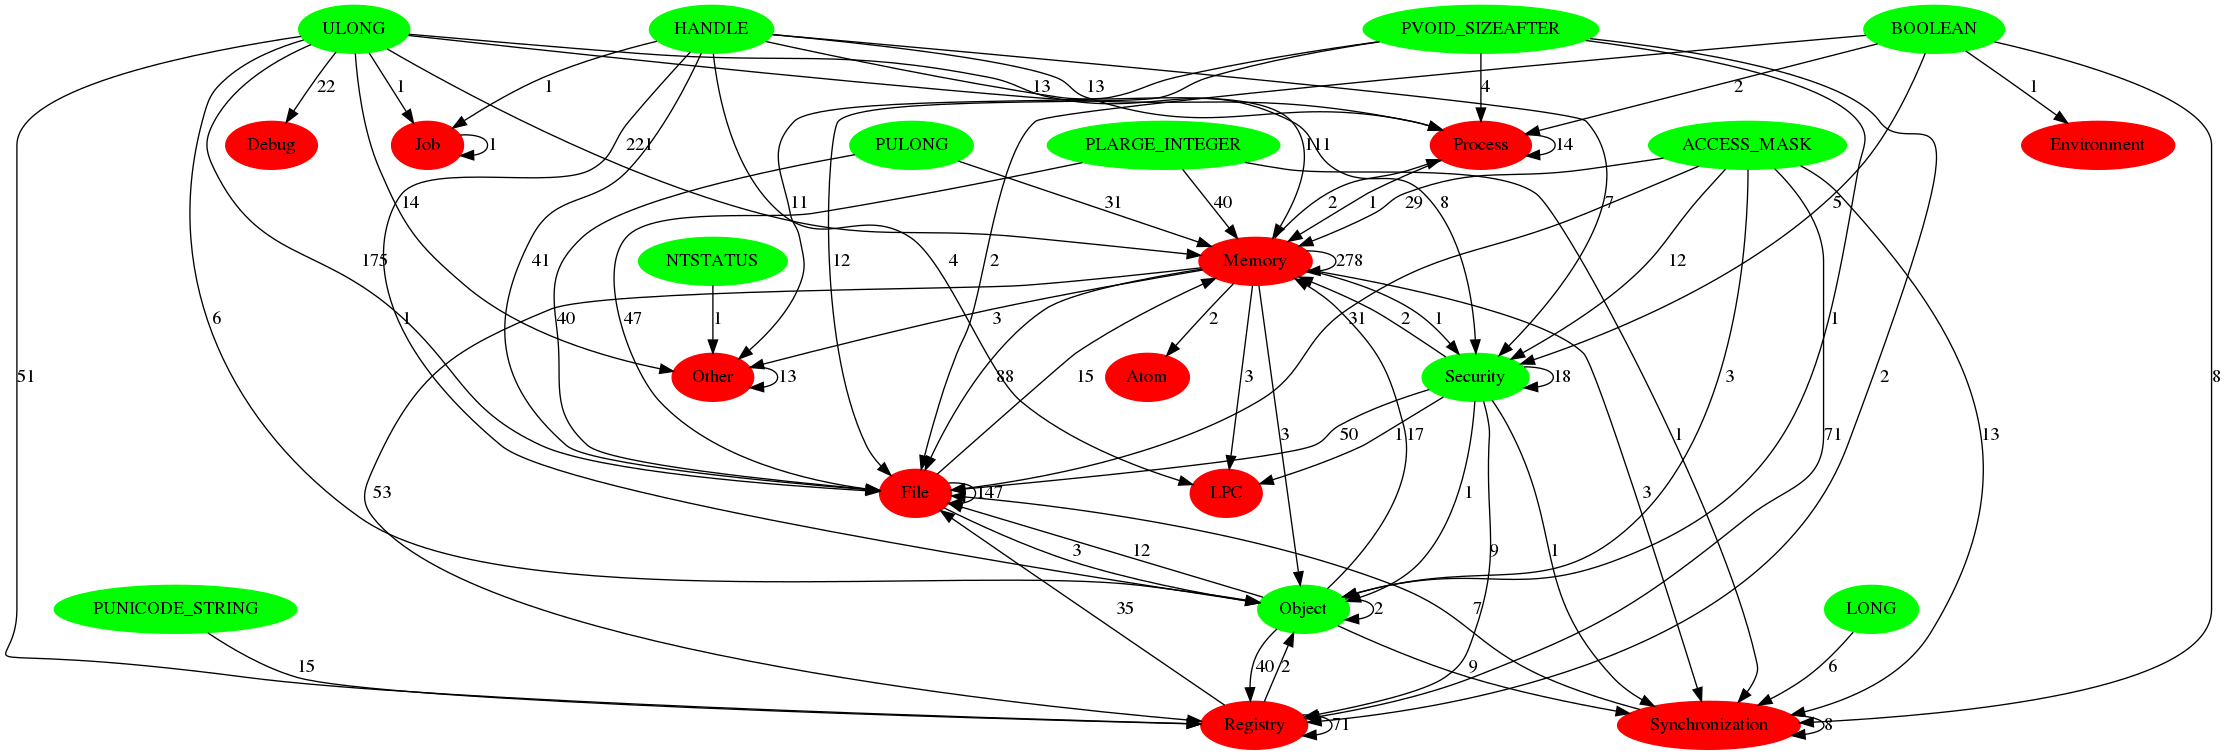 ULONG HANDLE PVOID_SIZEAFTER BOOLEAN
22 1 1 13 13 4 2 1
Debug Job 1 221 PULONG PLARGE_INTEGER 111 Process 14 ACCESS_MASK Environment
14 11 31 40 2 1 29 8 7 5
175 41 12 4 2 NTSTATUS Memory 278 12
6 1 40 47 1 3 2 31 2 1 1 2
51 Other 13 Atom 3 Security 18 3 8
88 15 3 50 1 17 71 1 13
53 File 147 LPC 1 3
3 12 9 1
PUNICODE_STRING Object 2 7 LONG
15 35 40 2 9 6
Registry 71 Synchronization 8